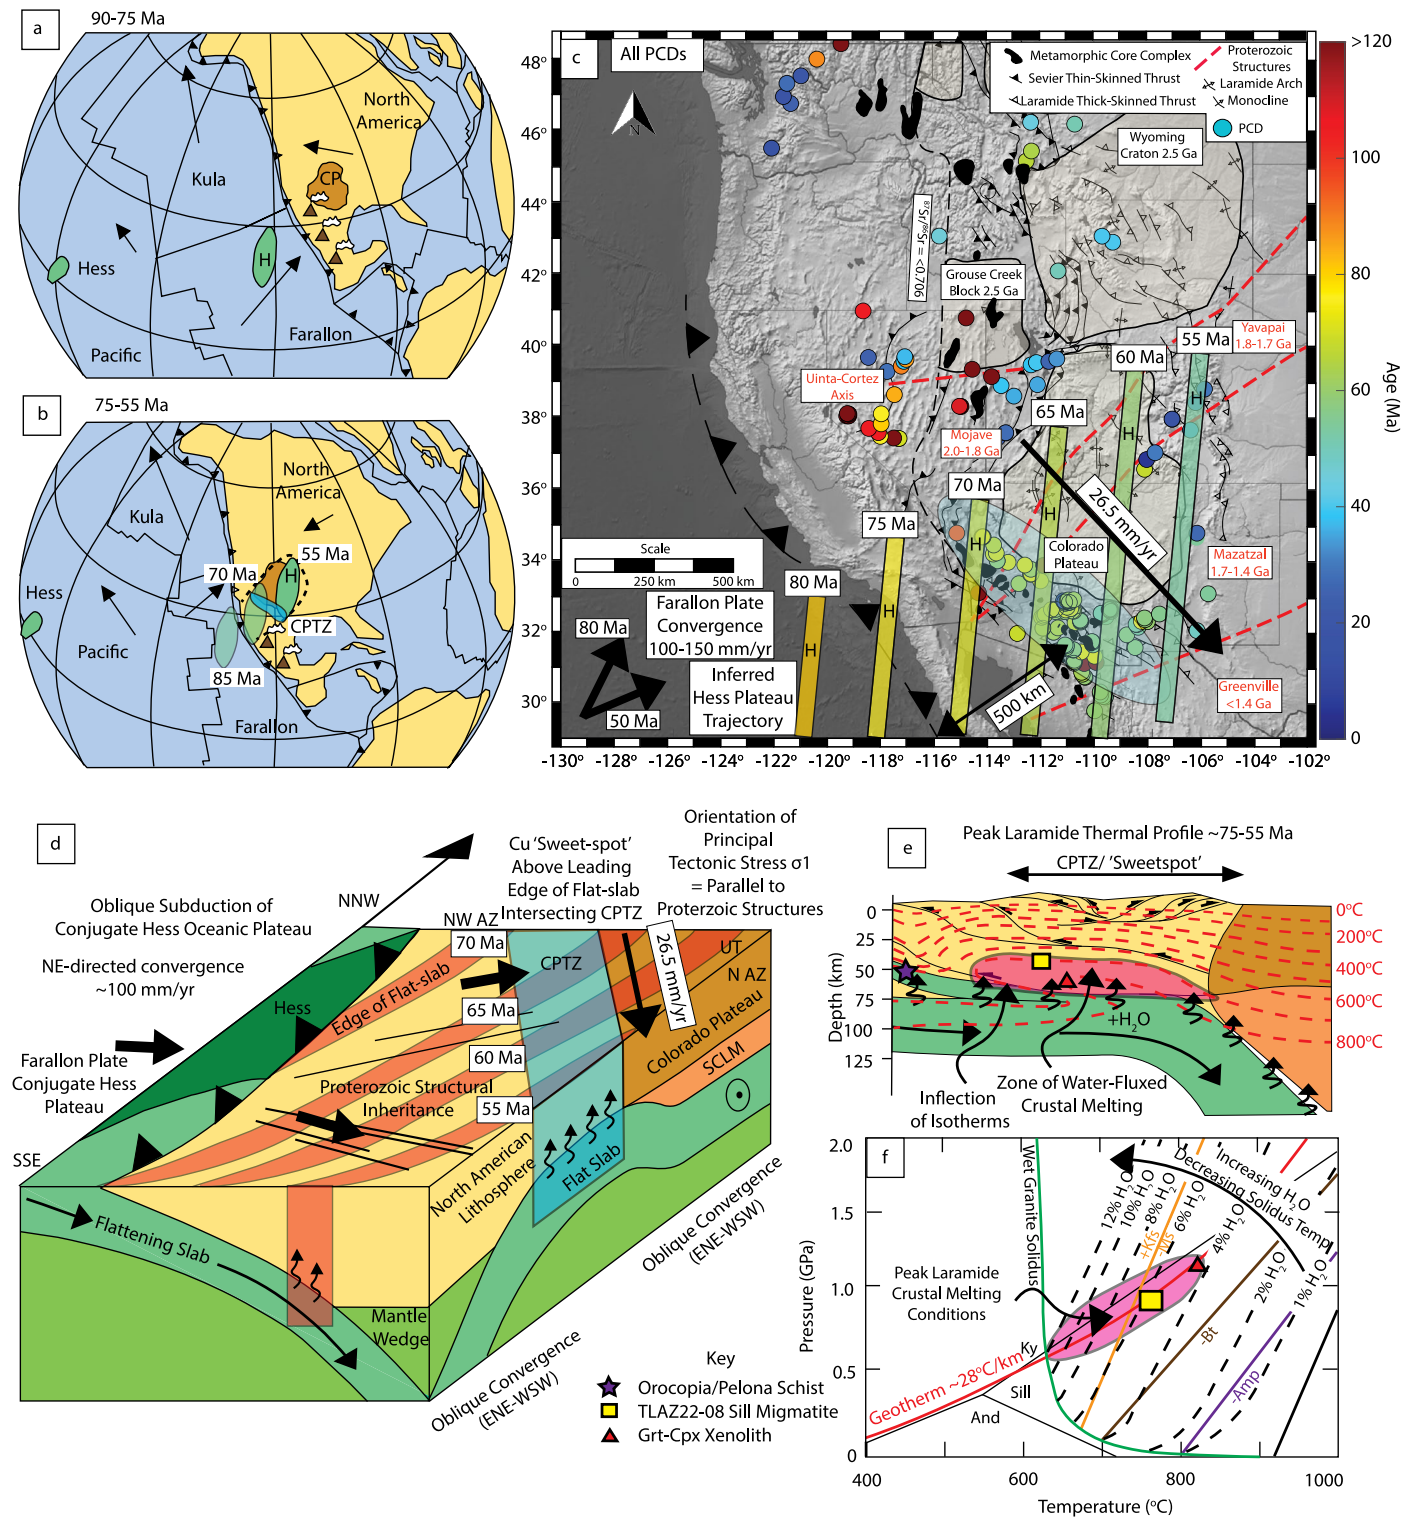 a
90-75 Ma
North
America
Kula
CP
Hess
H
Farallon
Pacific
b
75-55 Ma
North
America
Kula
55 Ma
70 Ma
H
Hess
CPTZ
Pacific
85 Ma
Farallon
c
All PCDs
N
Metamorphic Core Complex
Sevier Thin-Skinned Thrust
Laramide Thick-Skinned Thrust
Proterozoic
Structures
Laramide Arch
Monocline
PCD
Wyoming
Craton 2.5 Ga
87Sr/86Sr = <0.706
Grouse Creek
Block 2.5 Ga
Yavapai
1.8-1.7 Ga
55 Ma
60 Ma
65 Ma
70 Ma
75 Ma
80 Ma
Uinta-Cortez
Axis
Mojave
2.0-1.8 Ga
H
H
H
H
H
H
26.5 mm/yr
Colorado
Plateau
Mazatzal
1.7-1.4 Ga
Greenville
<1.4 Ga
500 km
Scale
0 250 km 500 km
Farallon Plate
Convergence
100-150 mm/yr
Inferred
Hess Plateau
Trajectory
80 Ma
50 Ma
48°
46°
44°
42°
40°
38°
36°
34°
32°
30°
-130° -128° -126° -124° -122° -120° -118° -116° -114° -112° -110° -108° -106° -104° -102°
>120
100
80
60
40
20
0
Age (Ma)
d
Oblique Subduction of
Conjugate Hess Oceanic Plateau
NE-directed convergence
~100 mm/yr
NNW
Cu 'Sweet-spot'
Above Leading
Edge of Flat-slab
Intersecting CPTZ
Orientation of
Principal
Tectonic Stress σ1
= Parallel to
Proterzoic Structures
NW AZ
70 Ma
65 Ma
60 Ma
55 Ma
CPTZ
26.5 mm/yr
UT
N AZ
Colorado Plateau
SCLM
Hess
Edge of Flat-slab
Farallon Plate
Conjugate Hess
Plateau
Proterozoic Structural
Inheritance
SSE
Flattening Slab
North American
Lithosphere
Flat Slab
Mantle
Wedge
Oblique Convergence
(ENE-WSW)
Oblique Convergence
(ENE-WSW)
Key
Orocopia/Pelona Schist
TLAZ22-08 Sill Migmatite
Grt-Cpx Xenolith
e
Peak Laramide Thermal Profile ~75-55 Ma
CPTZ/ 'Sweetspot'
Depth (km)
0
25
50
75
100
125
0°C
200°C
400°C
600°C
800°C
+H2O
Inflection
of Isotherms
Zone of Water-Fluxed
Crustal Melting
f
Pressure (GPa)
2.0
1.5
1.0
0.5
0
400 600 800 1000
Temperature (°C)
Wet Granite Solidus
12% H2O
10% H2O
8% H2O
6% H2O
4% H2O
2% H2O
1% H2O
Increasing H2O
Decreasing Solidus Temp
+Kfs
-Ms
-Bt
-Amp
Peak Laramide
Crustal Melting
Conditions
Geotherm ~28°C/km
Ky
Sill
And